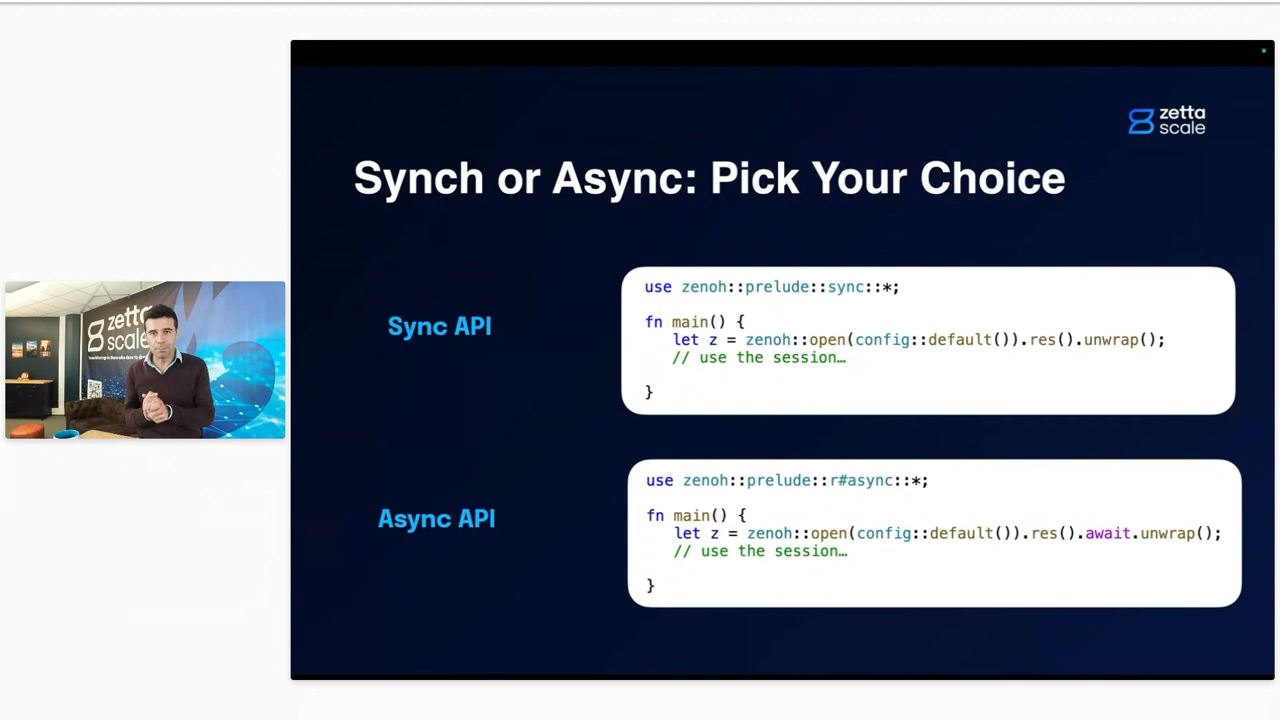 zetta
scale
Synch or Async: Pick Your Choice
Sync API
use zenoh::prelude::sync::*;
fn main() {
let z = zenoh::open(config::default()).res().unwrap();
// use the session…
}
Async API
use zenoh::prelude::r#async::*;
fn main() {
let z = zenoh::open(config::default()).res().await.unwrap();
// use the session…
}
zetta
scale